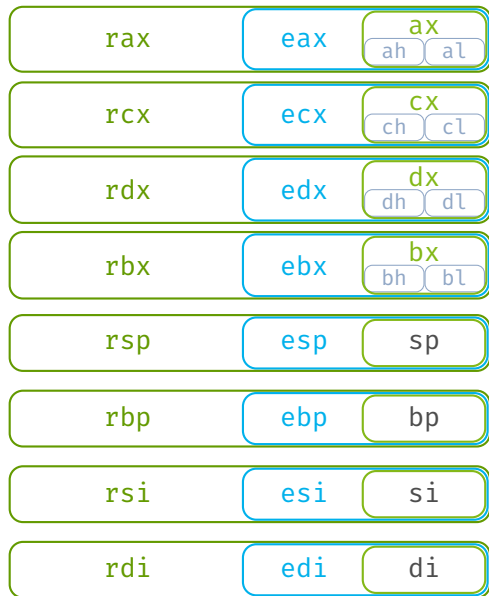 rax eax ax
ah al
rcx ecx cx
ch cl
rdx edx dx
dh dl
rbx ebx bx
bh bl
rsp esp sp
rbp ebp bp
rsi esi si
rdi edi di